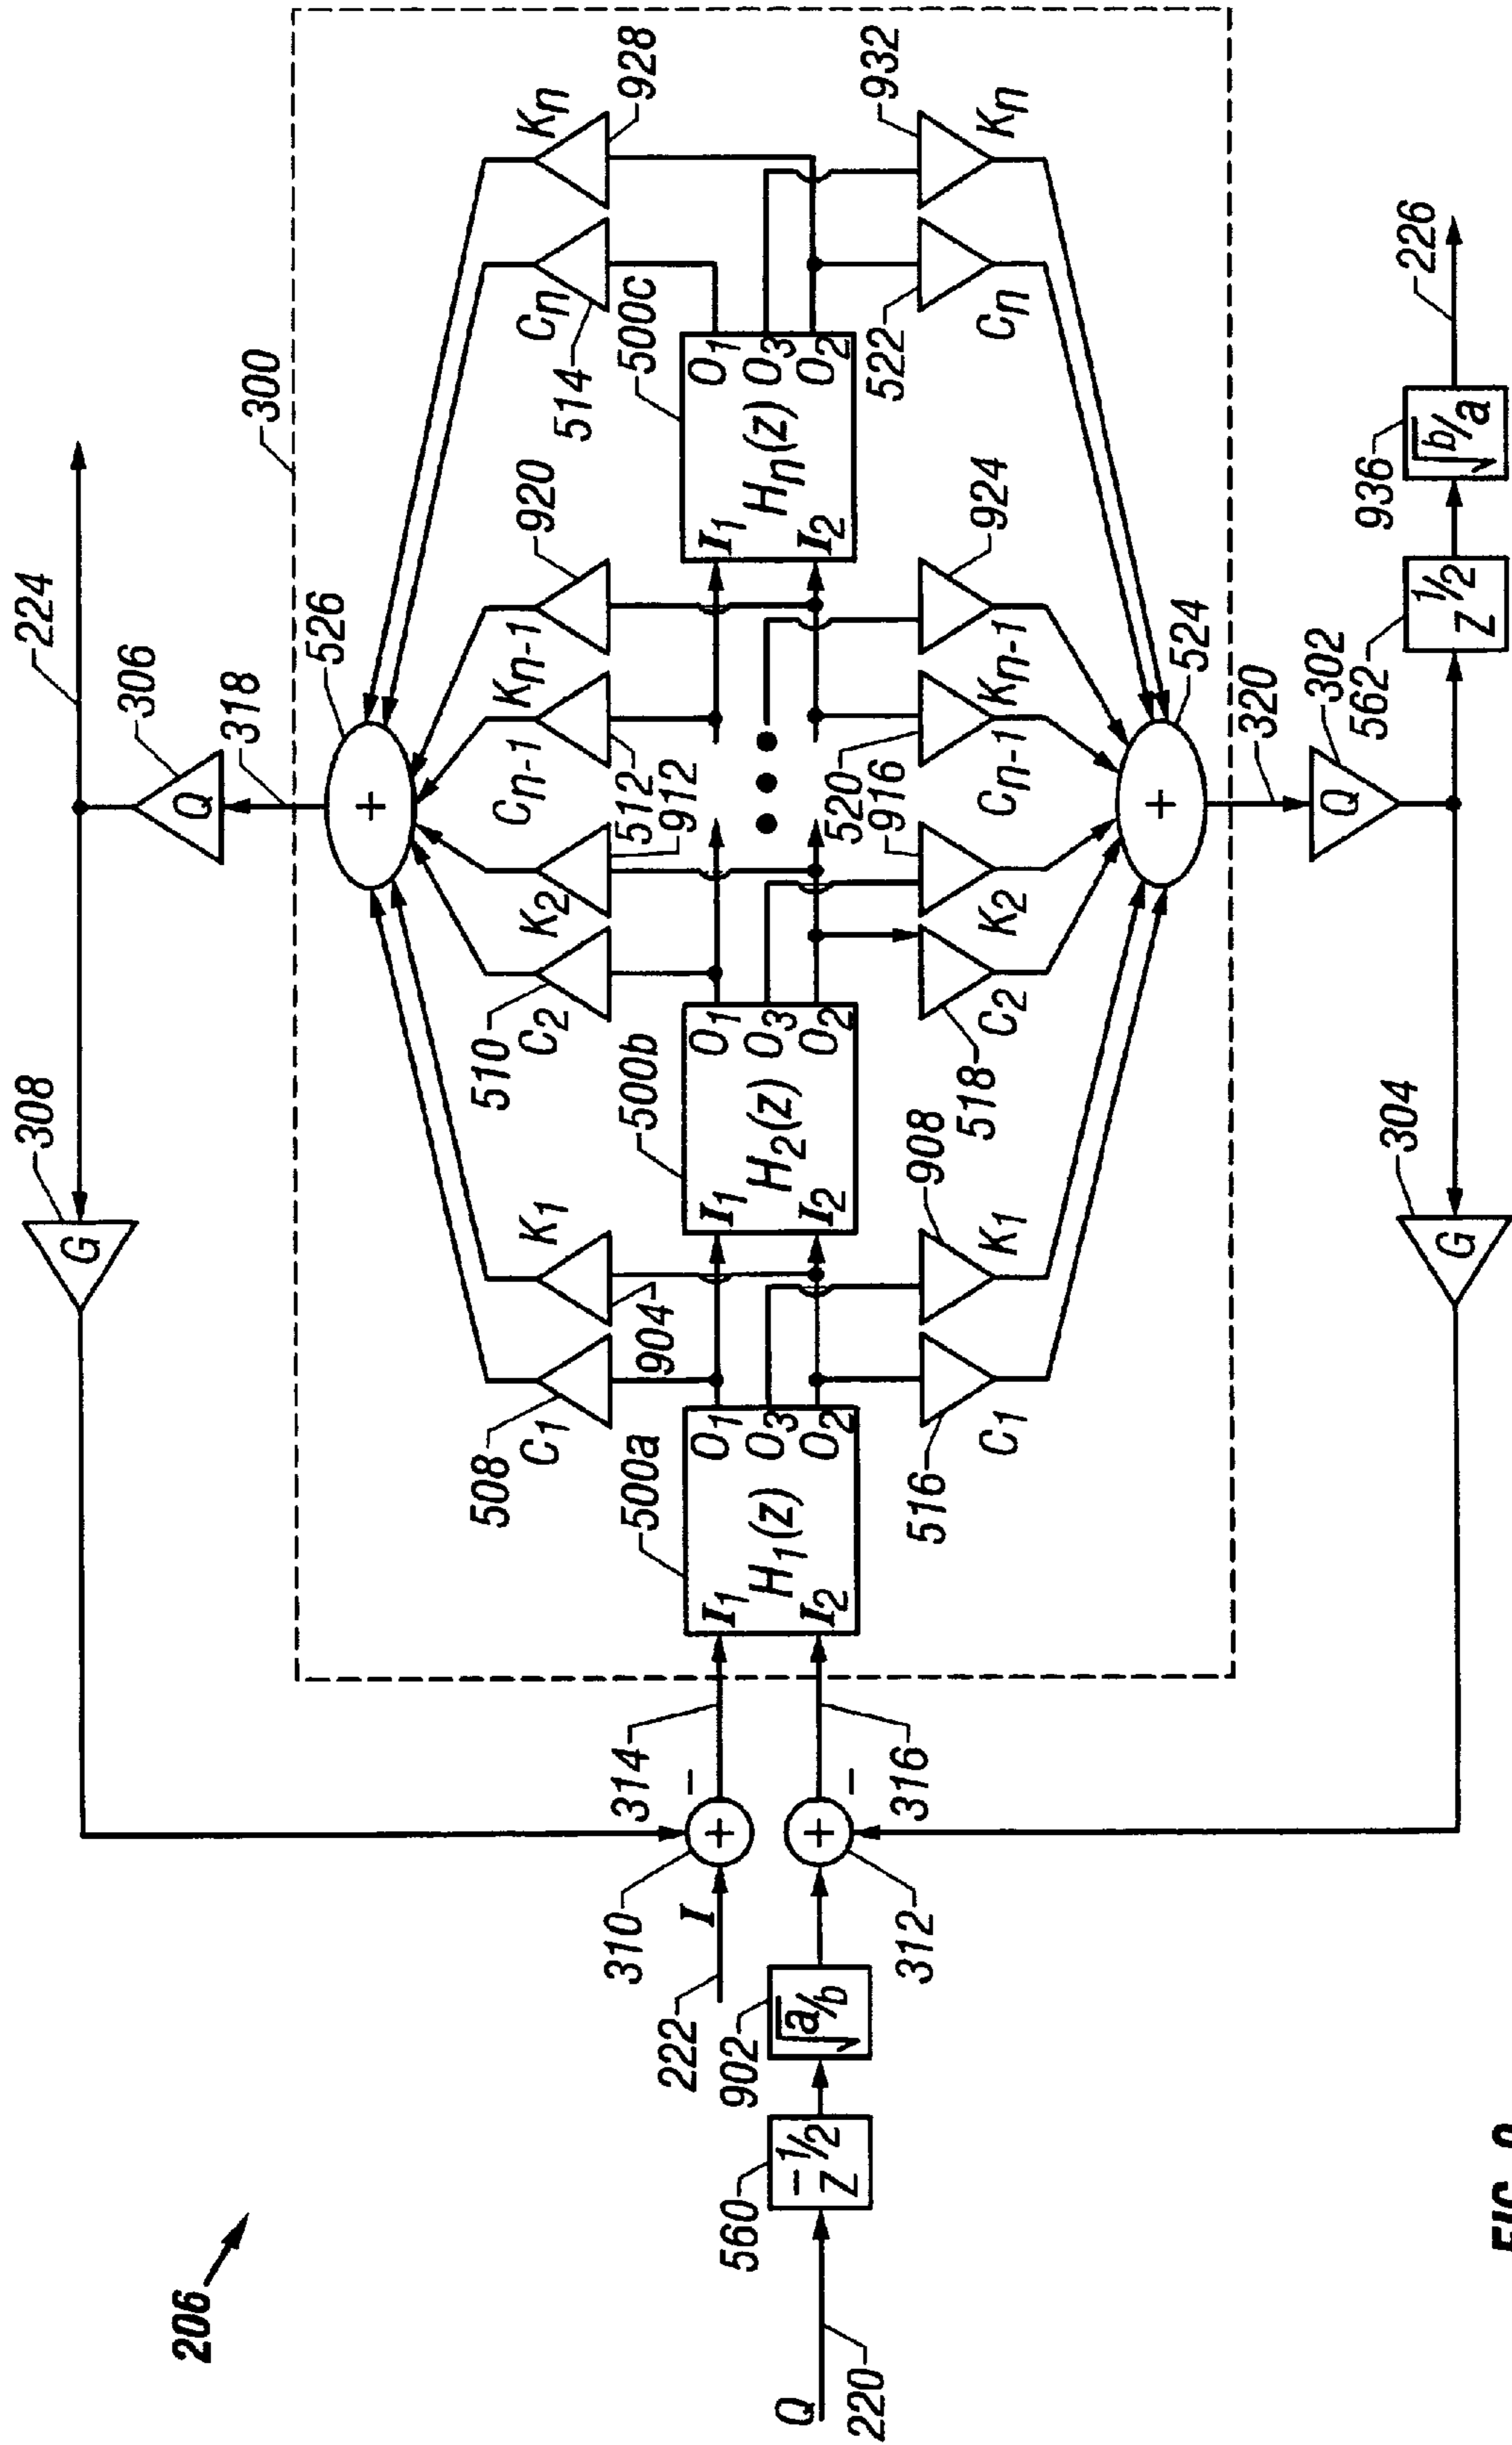 206
224
308
G
306
Q
318
526
+
300
C1
508
K1
904
C2
510
K2
912
Cn-1
512
Kn-1
920
Cn
514
Kn
928
222
I
310
+
−
314
I1
I2
H1(z)
O1
O3
O2
500a
I1
I2
H2(z)
O1
O3
O2
500b
I1
I2
Hn(z)
O1
O3
O2
500c
Q
220
560
z-1/2
902
√a/b
312
+
−
316
C1
516
K1
908
C2
518
K2
916
Cn-1
520
Kn-1
924
Cn
522
Kn
932
+
524
320
Q
302
304
G
562
z1/2
936
√b/a
226